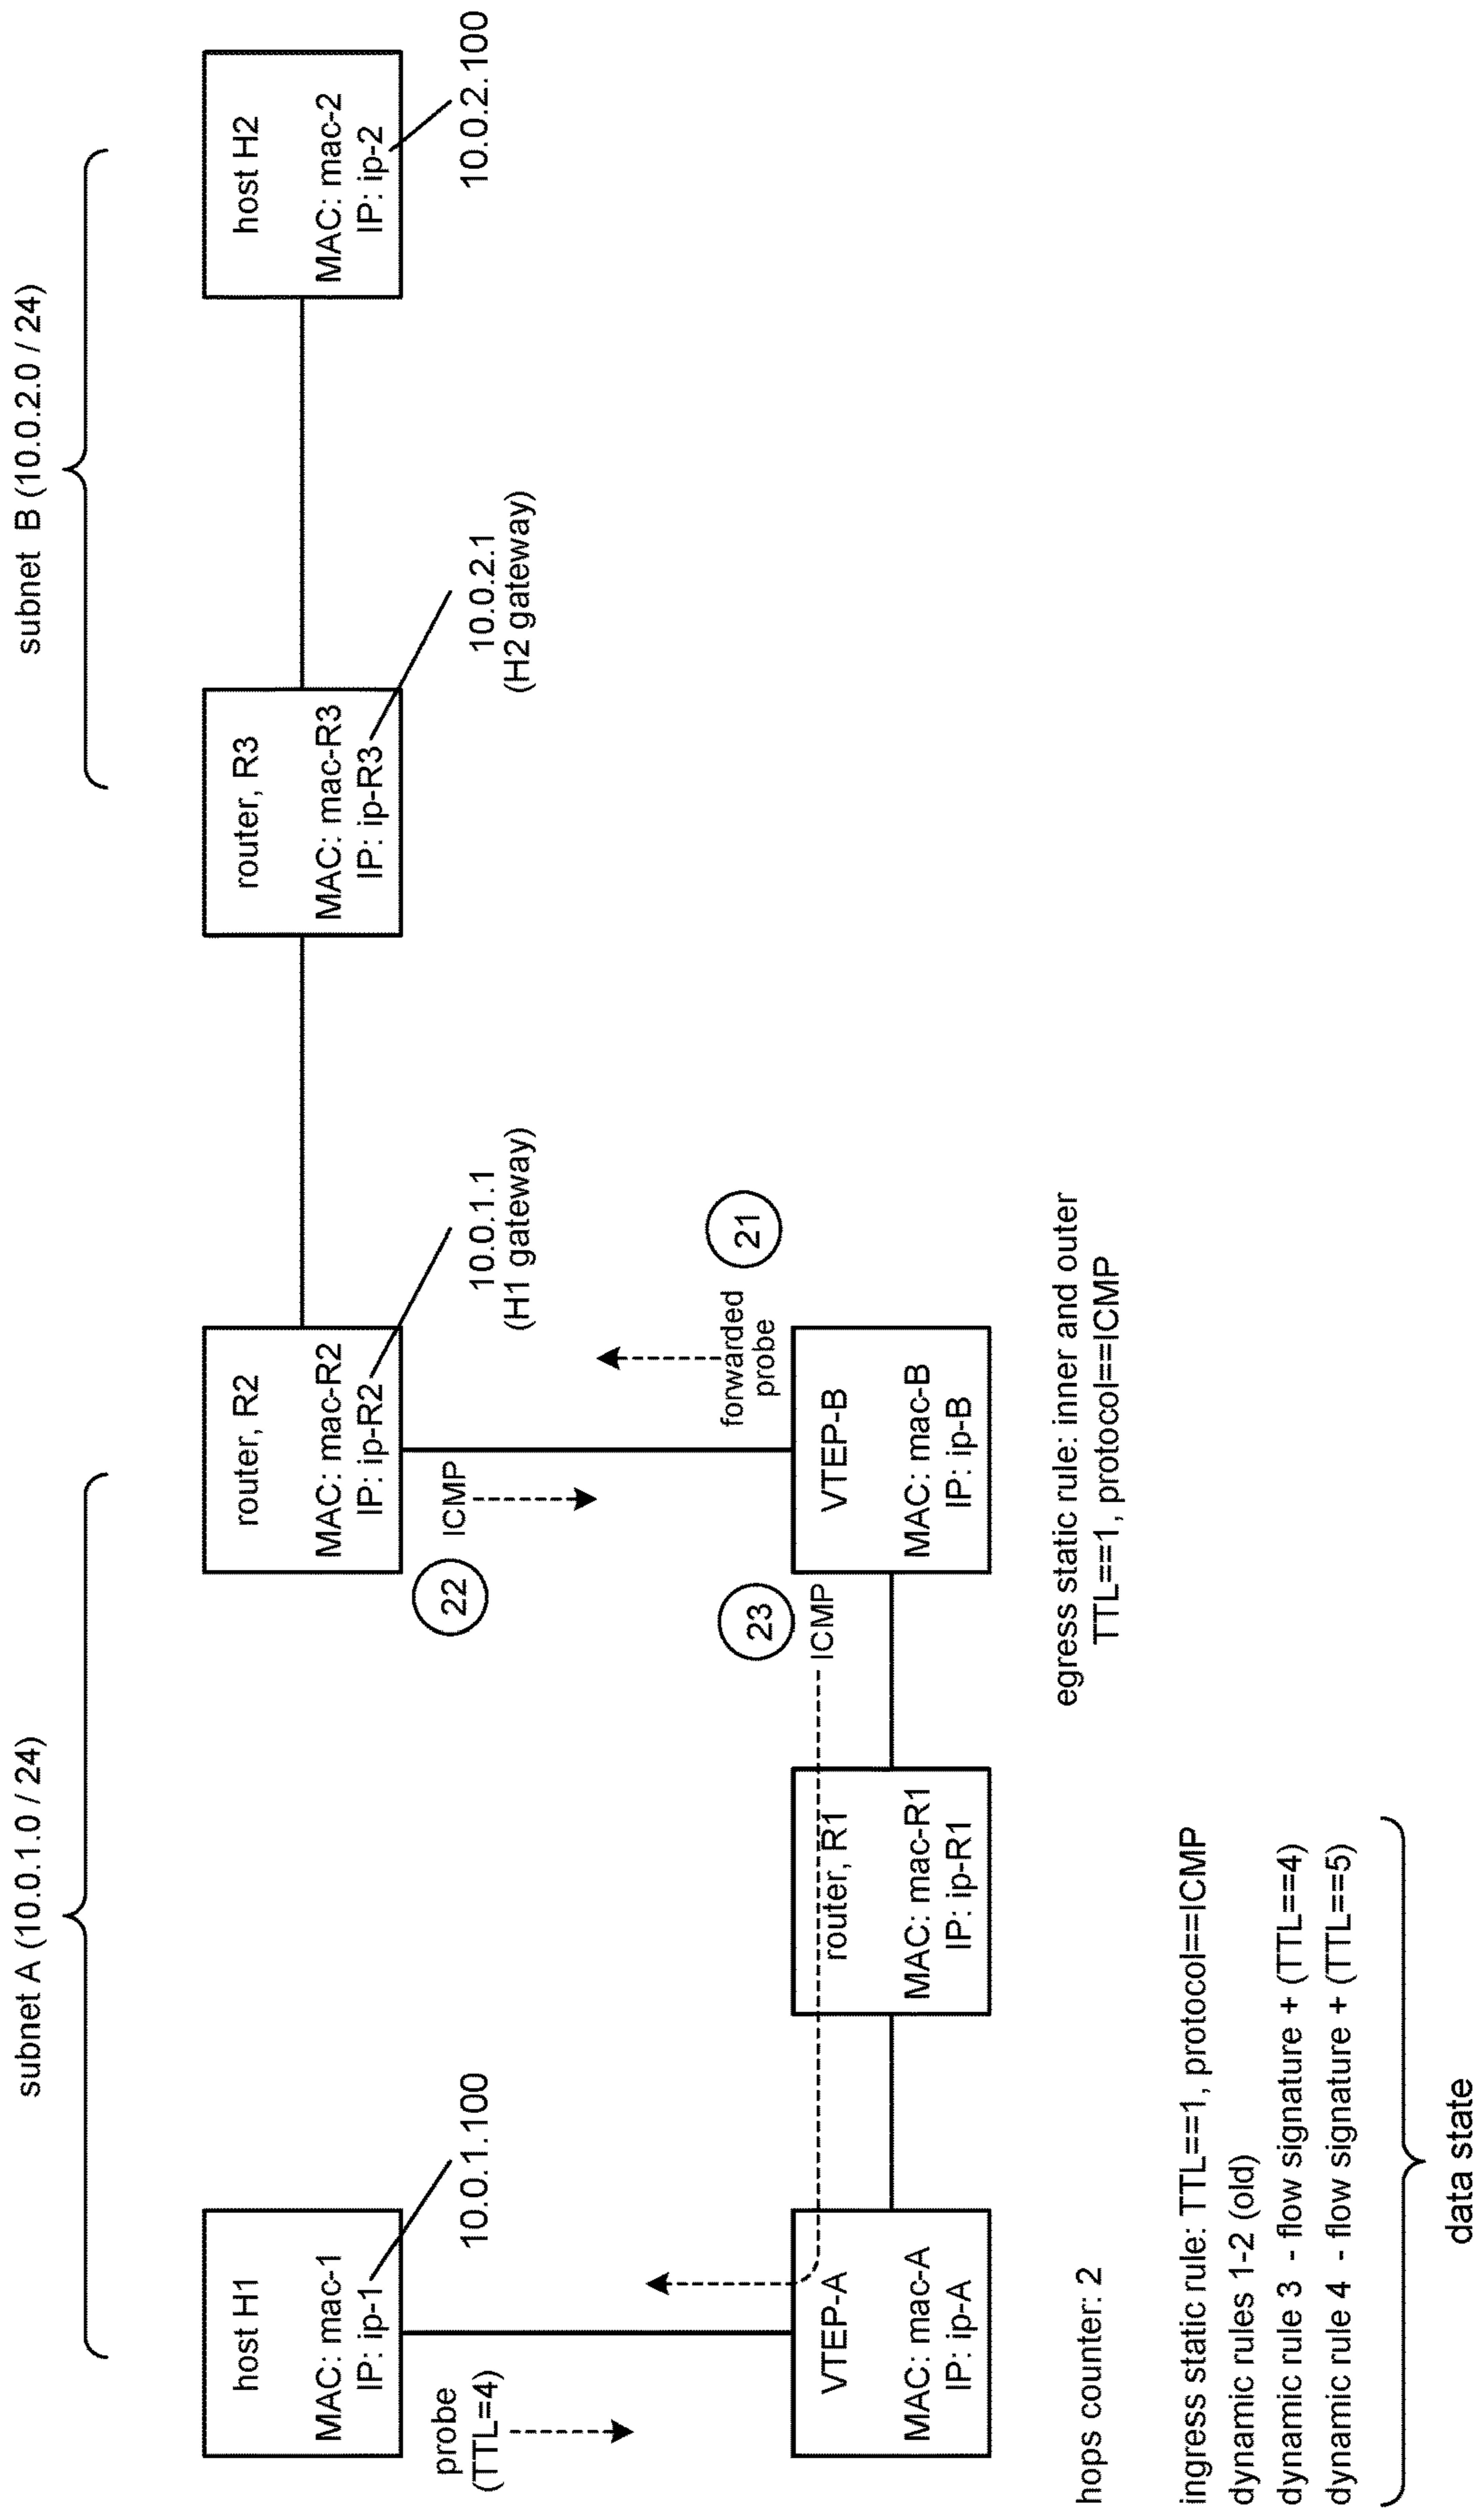 subnet A (10.0.1.0 / 24)
subnet B (10.0.2.0 / 24)
host H1
MAC: mac-1
IP: ip-1
10.0.1.100
router, R2
MAC: mac-R2
IP: ip-R2
10.0.1.1
(H1 gateway)
router, R3
MAC: mac-R3
IP: ip-R3
10.0.2.1
(H2 gateway)
host H2
MAC: mac-2
IP: ip-2
10.0.2.100
probe
(TTL=4)
22
ICMP
forwarded
probe
21
23
ICMP
VTEP-A
MAC: mac-A
IP: ip-A
router, R1
MAC: mac-R1
IP: ip-R1
VTEP-B
MAC: mac-B
IP: ip-B
hops counter: 2
egress static rule: inner and outer
TTL==1, protocol==ICMP
ingress static rule: TTL==1, protocol==ICMP
dynamic rules 1-2 (old)
dynamic rule 3 - flow signature + (TTL==4)
dynamic rule 4 - flow signature + (TTL==5)
data state